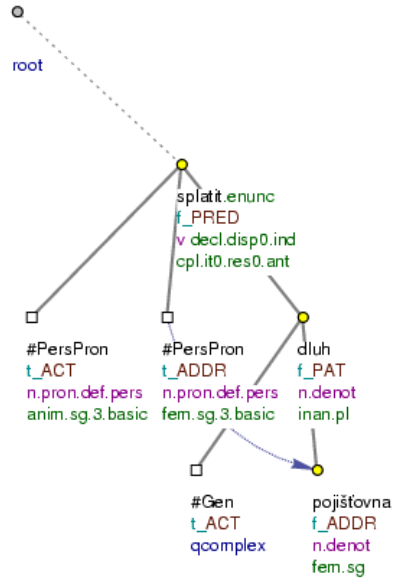 root
splatit.enunc
f_PRED
v decl.disp0.ind
cpl.it0.res0.ant
#PersPron
t_ACT
n.pron.def.pers
anim.sg.3.basic
#PersPron
t_ADDR
n.pron.def.pers
fem.sg.3.basic
dluh
f_PAT
n.denot
inan.pl
#Gen
t_ACT
qcomplex
pojišťovna
f_ADDR
n.denot
fem.sg